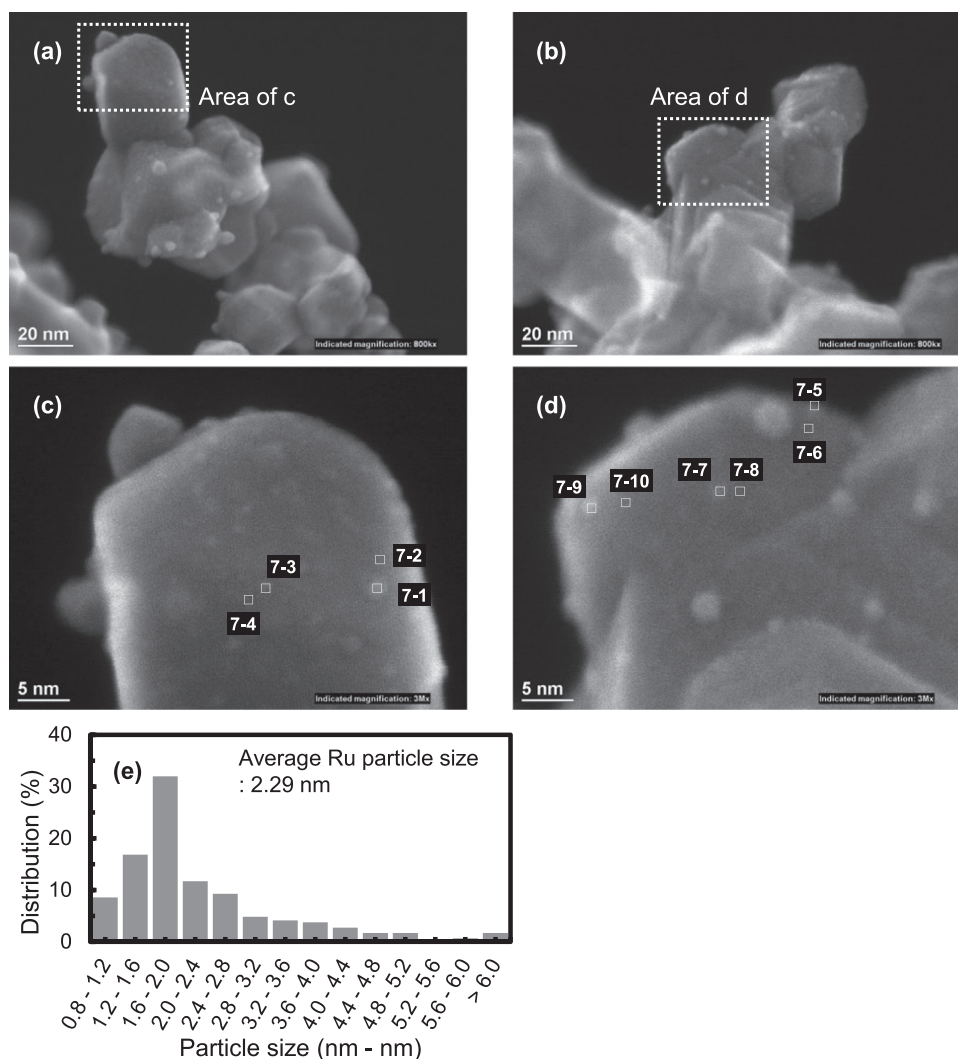 (a)
Area of c
20 nm
Indicated magnification: 800kx
(b)
Area of d
20 nm
Indicated magnification: 800kx
(c)
7-3
7-2
7-1
7-4
5 nm
Indicated magnification: 3Mx
(d)
7-5
7-6
7-7
7-8
7-9
7-10
5 nm
Indicated magnification: 3Mx
(e)
Average Ru particle size
: 2.29 nm
Distribution (%)
40
30
20
10
0
0.8 - 1.2
1.2 - 1.6
1.6 - 2.0
2.0 - 2.4
2.4 - 2.8
2.8 - 3.2
3.2 - 3.6
3.6 - 4.0
4.0 - 4.4
4.4 - 4.8
4.8 - 5.2
5.2 - 5.6
5.6 - 6.0
> 6.0
Particle size (nm - nm)